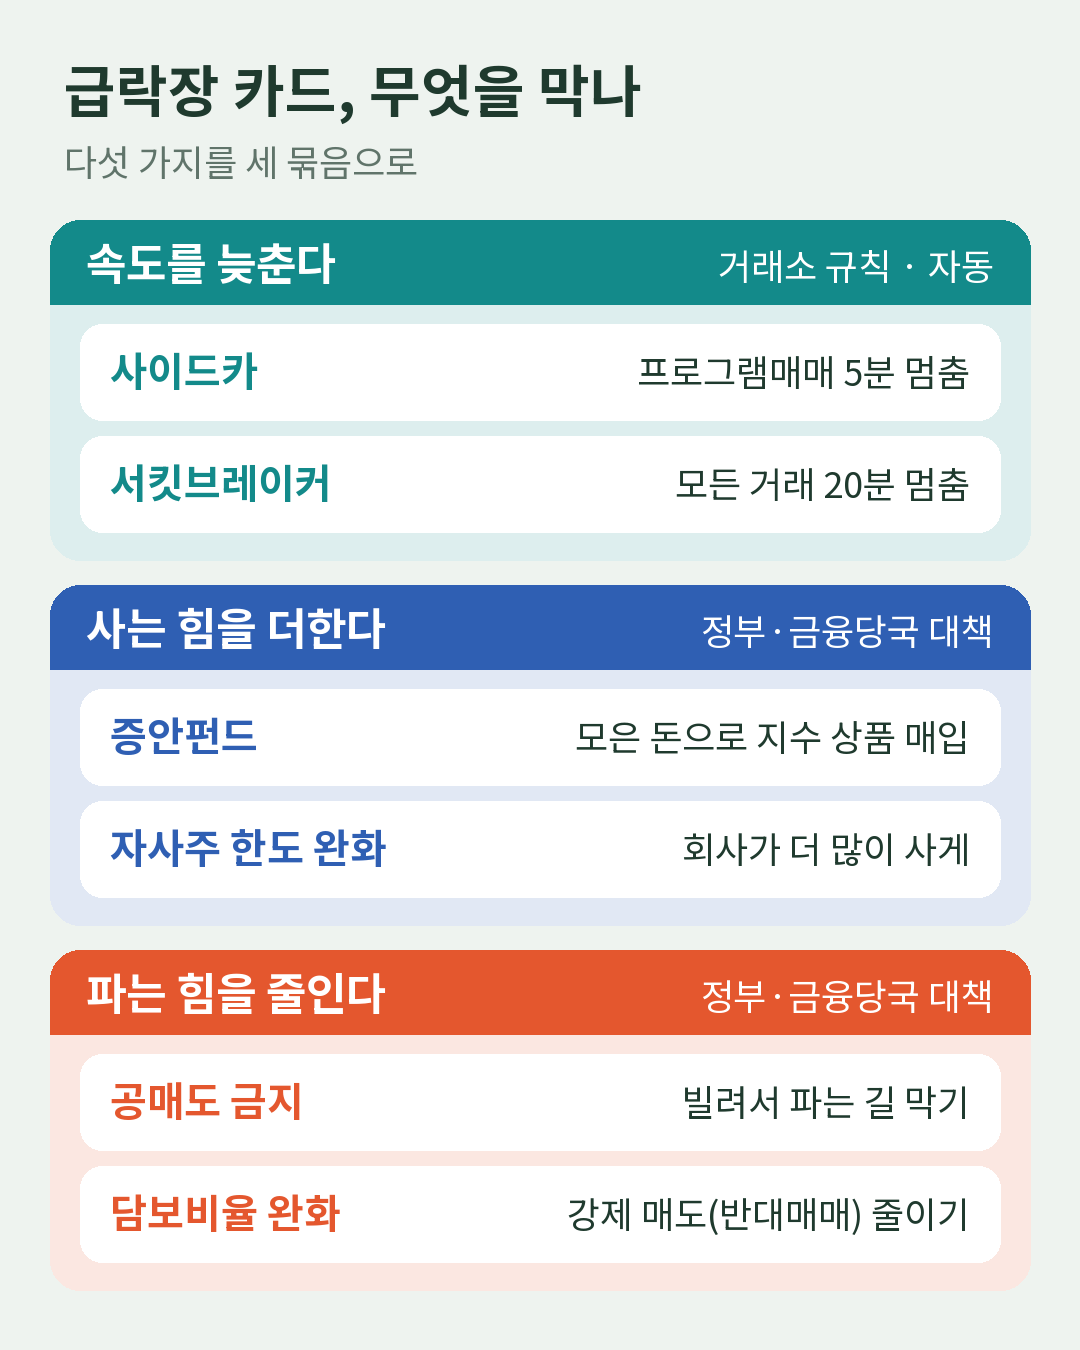 급락장 카드, 무엇을 막나
다섯 가지를 세 묶음으로
속도를 늦춘다 거래소 규칙 · 자동
사이드카 프로그램매매 5분 멈춤
서킷브레이커 모든 거래 20분 멈춤
사는 힘을 더한다 정부·금융당국 대책
증안펀드 모은 돈으로 지수 상품 매입
자사주 한도 완화 회사가 더 많이 사게
파는 힘을 줄인다 정부·금융당국 대책
공매도 금지 빌려서 파는 길 막기
담보비율 완화 강제 매도(반대매매) 줄이기